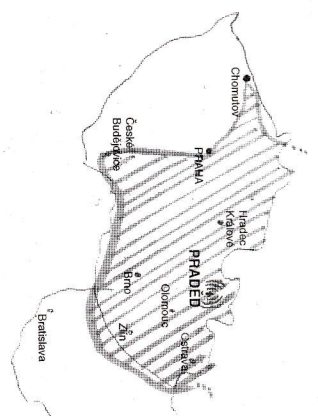 Chomutov
PRAHA
České
Budějovice
Hradec
Králové
PRADĚD
Olomouc
Brno
Zlín
Ostrava
Bratislava